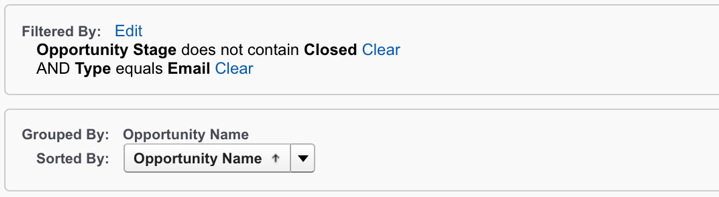 Filtered By: Edit
Opportunity Stage does not contain Closed Clear
AND Type equals Email Clear
Grouped By: Opportunity Name
Sorted By: Opportunity Name ↑